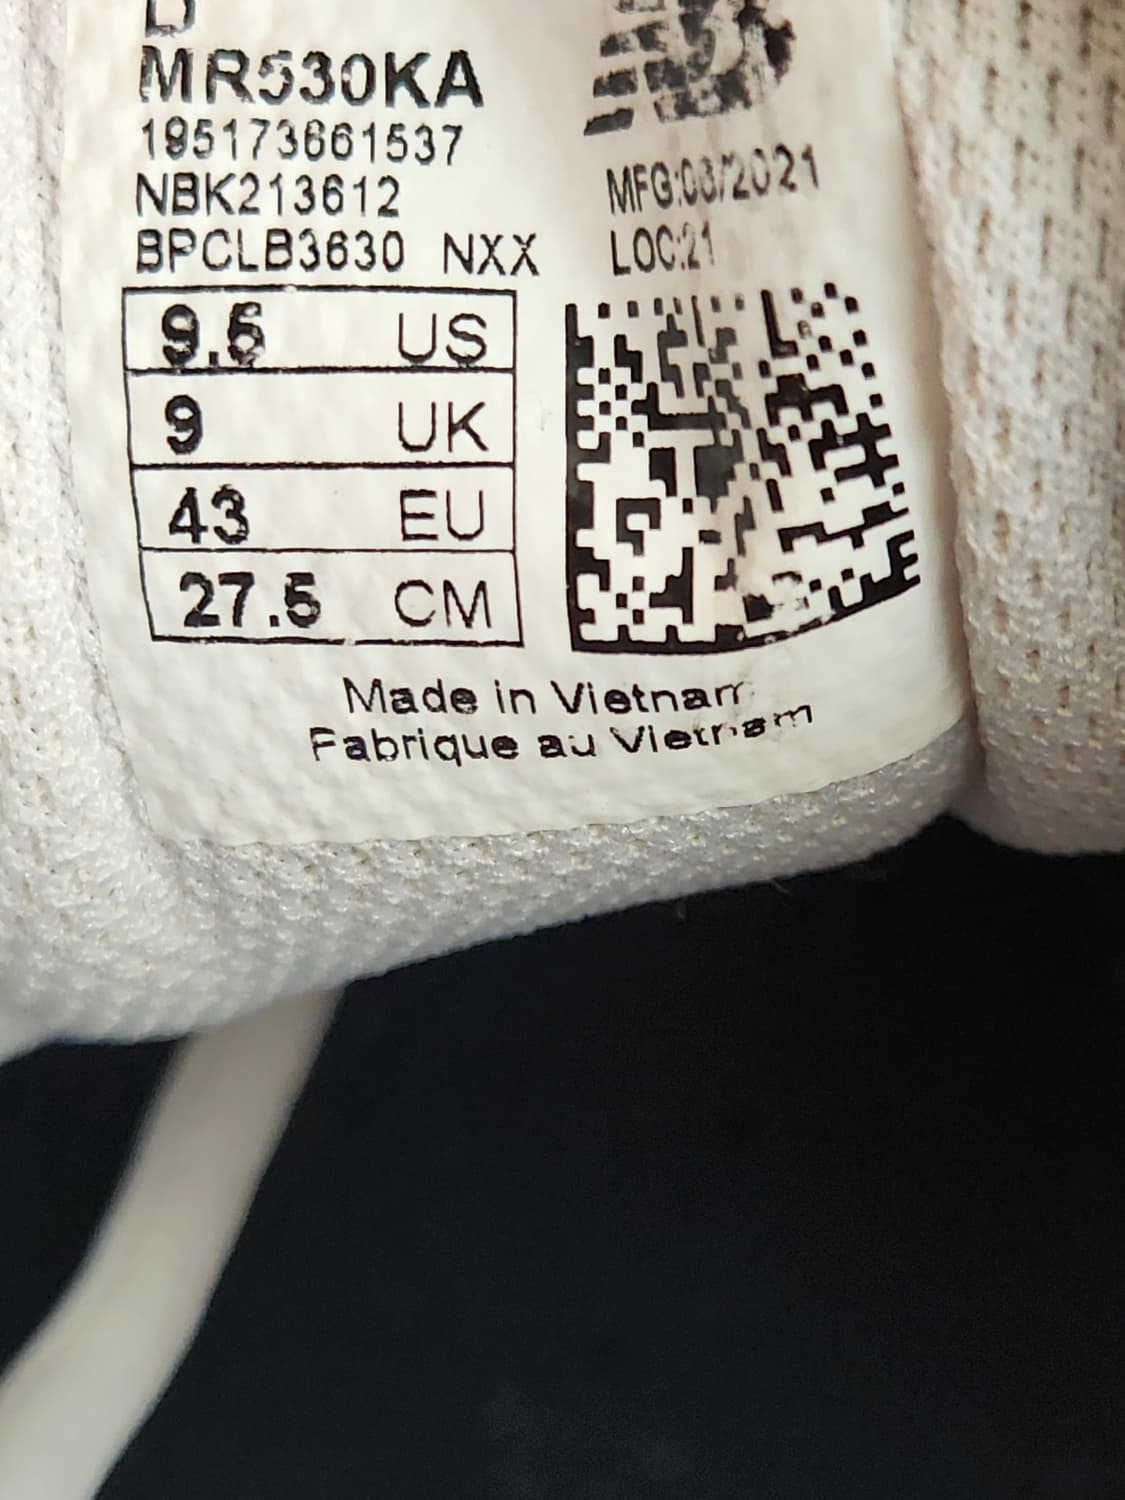 D
MR530KA
195173661537
NBK213612
BPCLB3630 NXX
MFG:03/2021
LOC:21
9.5 US
9 UK
43 EU
27.5 CM
Made in Vietnam
Fabrique au Vietnam